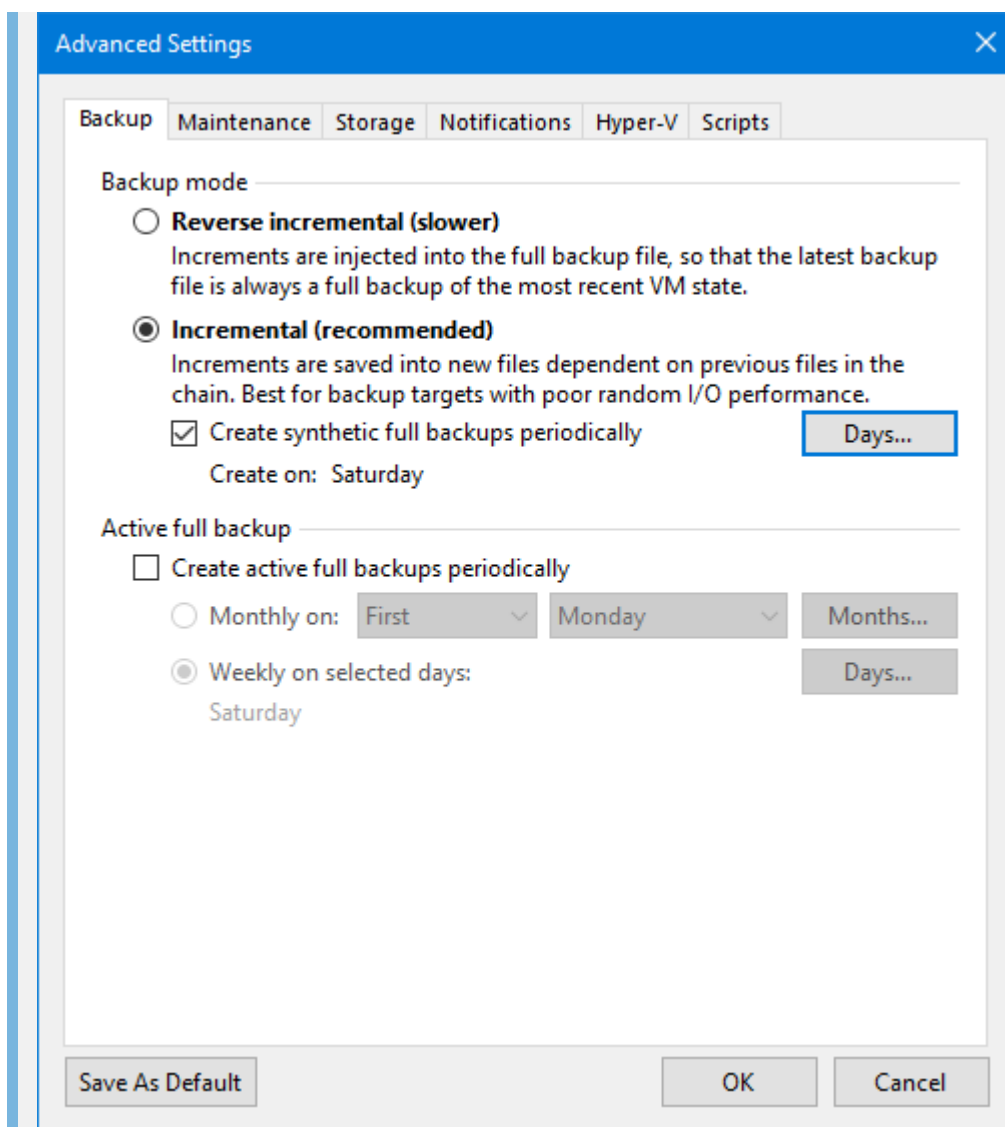 Advanced Settings
Backup Maintenance Storage Notifications Hyper-V Scripts
Backup mode
Reverse incremental (slower)
Increments are injected into the full backup file, so that the latest backup
file is always a full backup of the most recent VM state.
Incremental (recommended)
Increments are saved into new files dependent on previous files in the
chain. Best for backup targets with poor random I/O performance.
Create synthetic full backups periodically Days...
Create on: Saturday
Active full backup
Create active full backups periodically
Monthly on: First Monday Months...
Weekly on selected days: Days...
Saturday
Save As Default OK Cancel